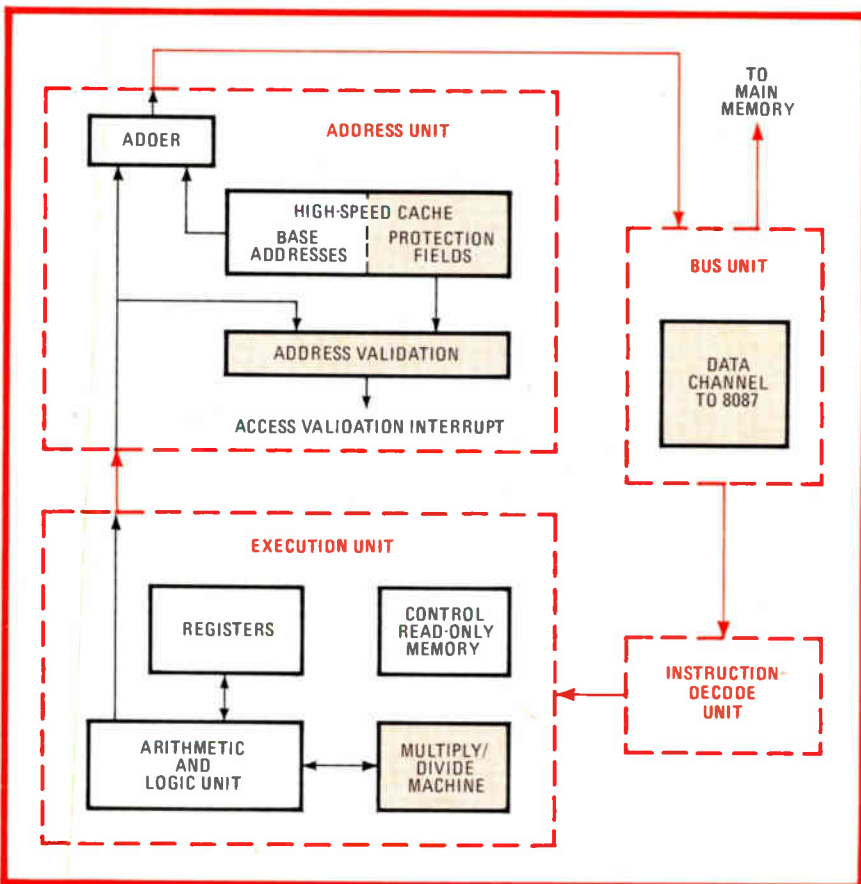 TO
MAIN
MEMORY
ADDRESS UNIT
ADDER
HIGH-SPEED CACHE
BASE
ADDRESSES
PROTECTION
FIELDS
ADDRESS VALIDATION
ACCESS VALIDATION INTERRUPT
BUS UNIT
DATA
CHANNEL
TO 8087
EXECUTION UNIT
REGISTERS
CONTROL
READ-ONLY
MEMORY
ARITHMETIC
AND
LOGIC UNIT
MULTIPLY/
DIVIDE
MACHINE
INSTRUCTION-
DECODE
UNIT